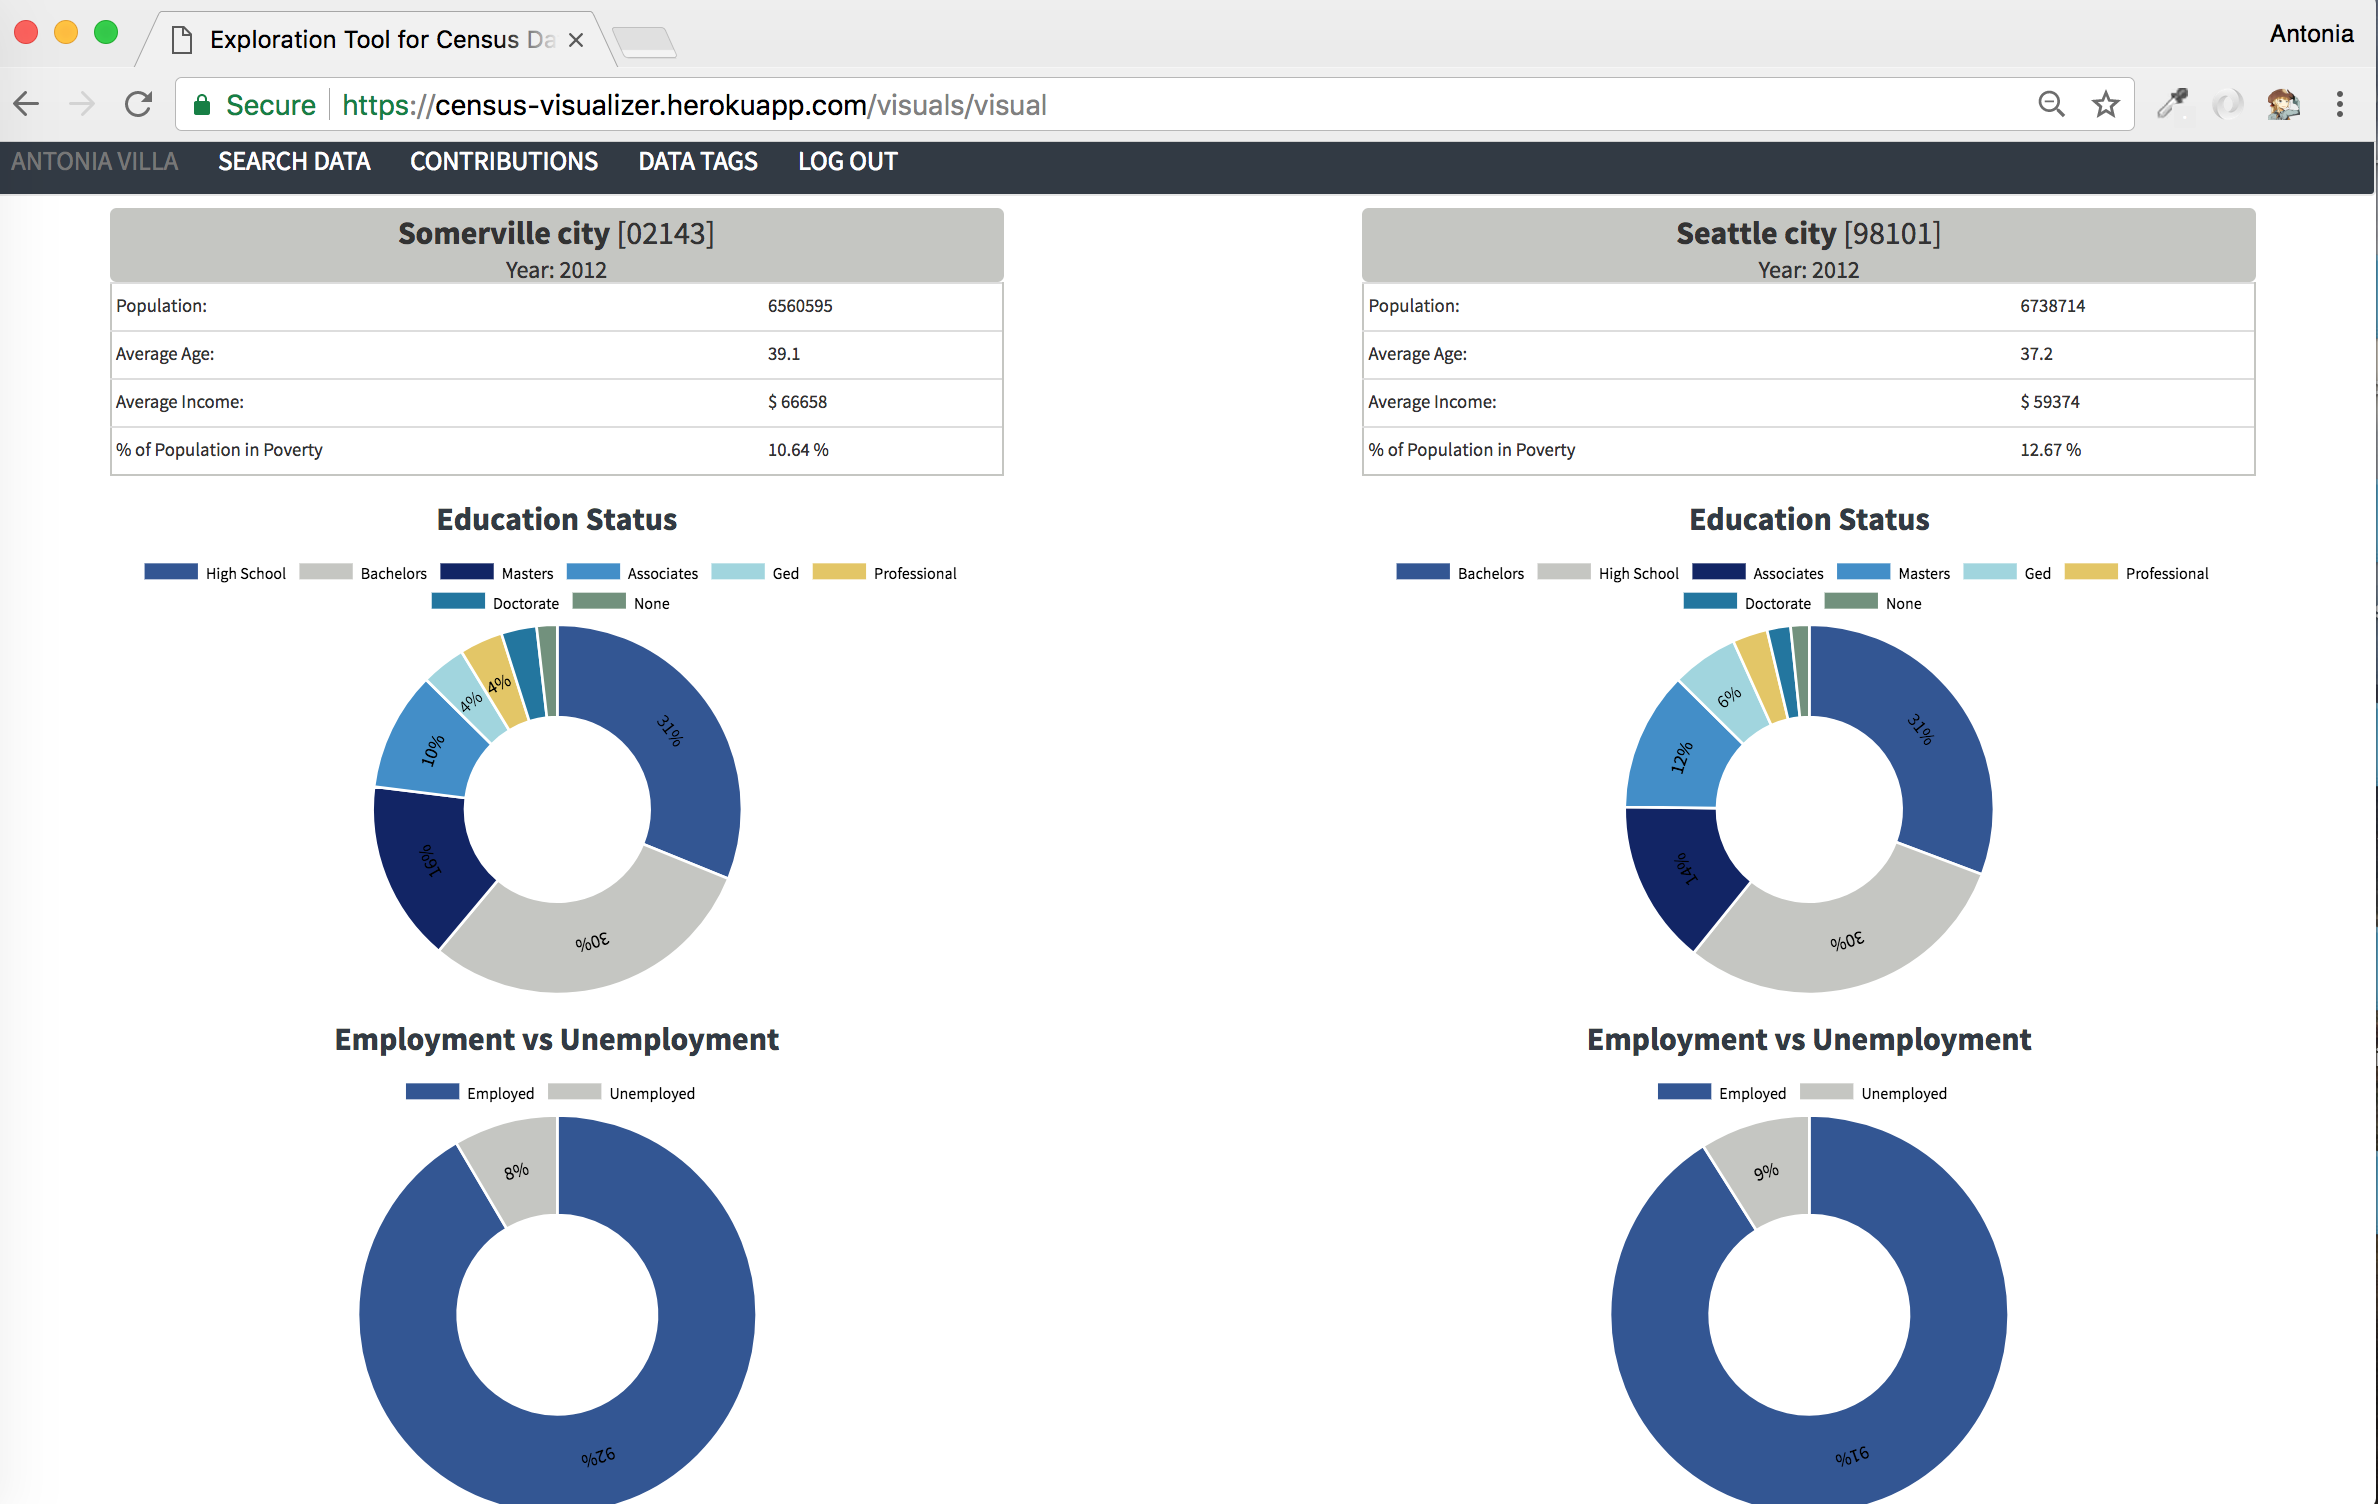 Exploration Tool for Census Da
Antonia
Secure https://census-visualizer.herokuapp.com/visuals/visual
ANTONIA VILLA SEARCH DATA CONTRIBUTIONS DATA TAGS LOG OUT
Somerville city [02143]
Year: 2012
Population: 6560595
Average Age: 39.1
Average Income: $ 66658
% of Population in Poverty 10.64 %
Education Status
High School Bachelors Masters Associates Ged Professional
Doctorate None
31%
30%
16%
10%
4%
4%
Employment vs Unemployment
Employed Unemployed
8%
92%
Seattle city [98101]
Year: 2012
Population: 6738714
Average Age: 37.2
Average Income: $ 59374
% of Population in Poverty 12.67 %
Education Status
Bachelors High School Associates Masters Ged Professional
Doctorate None
31%
30%
14%
12%
6%
Employment vs Unemployment
Employed Unemployed
9%
91%